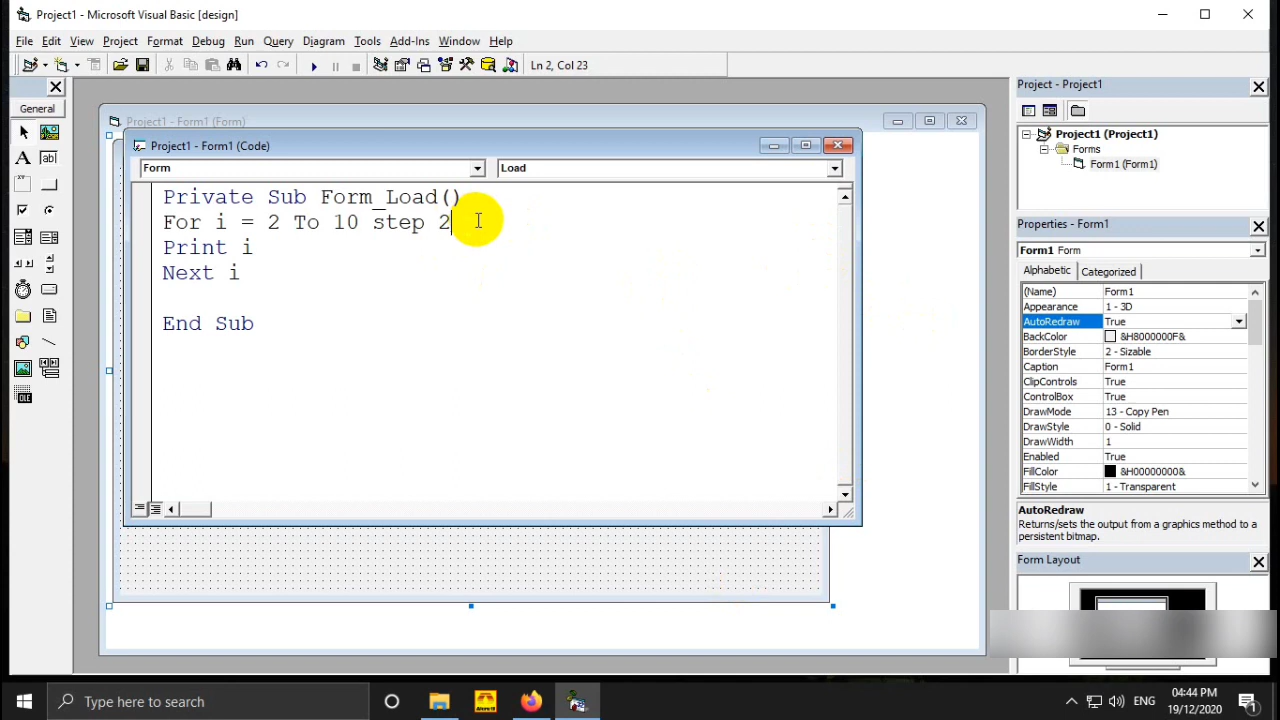 Project1 - Microsoft Visual Basic [design]
File Edit View Project Format Debug Run Query Diagram Tools Add-Ins Window Help
Ln 2, Col 23
General
Project1 - Form1 (Form)
Project1 - Form1 (Code)
Form Load
Private Sub Form_Load()
For i = 2 To 10 step 2
Print i
Next i
End Sub
Project - Project1
Project1 (Project1)
Forms
Form1 (Form1)
Properties - Form1
Form1 Form
Alphabetic Categorized
(Name) Form1
Appearance 1 - 3D
AutoRedraw True
BackColor &H8000000F&
BorderStyle 2 - Sizable
Caption Form1
ClipControls True
ControlBox True
DrawMode 13 - Copy Pen
DrawStyle 0 - Solid
DrawWidth 1
Enabled True
FillColor &H00000000&
FillStyle 1 - Transparent
AutoRedraw
Returns/sets the output from a graphics method to a
persistent bitmap.
Form Layout
Type here to search
ENG
04:44 PM
19/12/2020